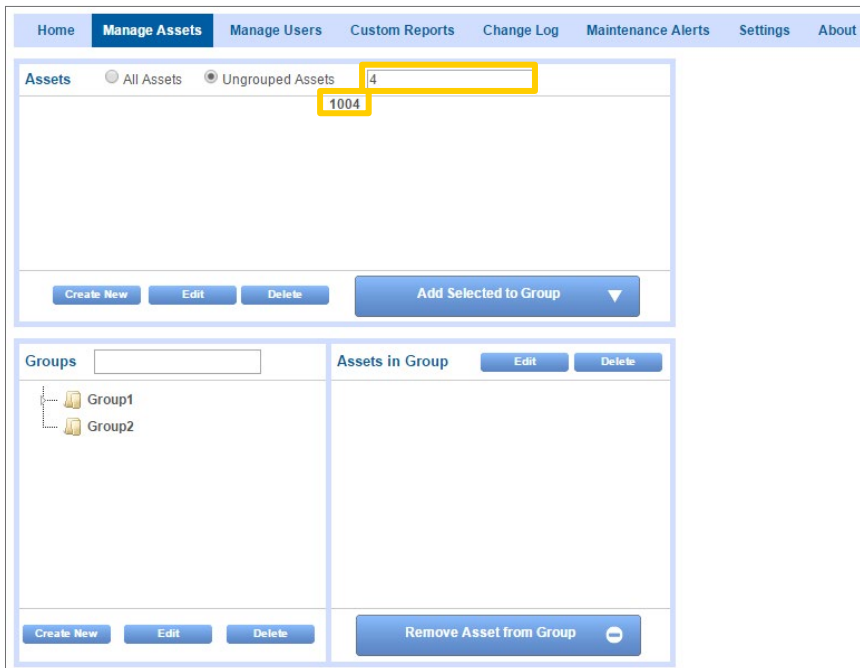 Home Manage Assets Manage Users Custom Reports Change Log Maintenance Alerts Settings About
Assets All Assets Ungrouped Assets 4
1004
Create New Edit Delete Add Selected to Group
Groups Assets in Group Edit Delete
Group1
Group2
Create New Edit Delete Remove Asset from Group